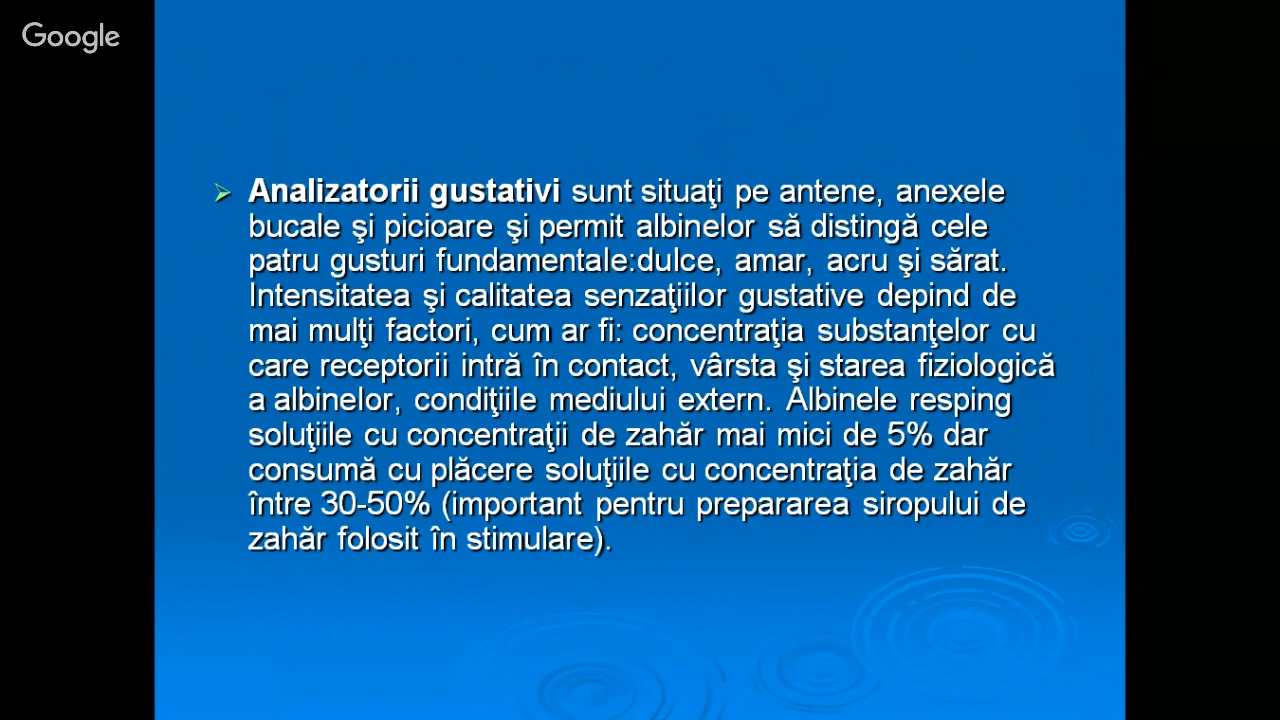 Google
Analizatorii gustativi sunt situaţi pe antene, anexele
bucale şi picioare şi permit albinelor să distingă cele
patru gusturi fundamentale:dulce, amar, acru şi sărat.
Intensitatea şi calitatea senzaţiilor gustative depind de
mai mulţi factori, cum ar fi: concentraţia substanţelor cu
care receptorii intră în contact, vârsta şi starea fiziologică
a albinelor, condiţiile mediului extern. Albinele resping
soluţiile cu concentraţii de zahăr mai mici de 5% dar
consumă cu plăcere soluţiile cu concentraţia de zahăr
între 30-50% (important pentru prepararea siropului de
zahăr folosit în stimulare).